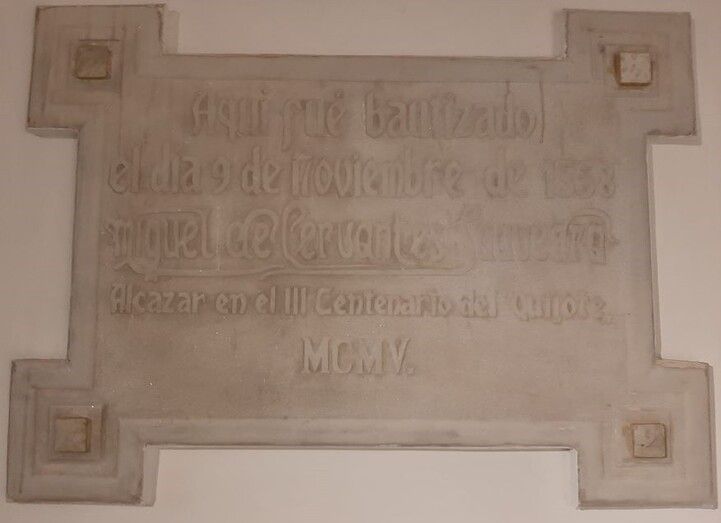 Aqui fué bautizado
el día 9 de Noviembre de 1558
Miguel de Cervantes Saavedra
Alcazar en el III Centenario del Quijote.
MCMV.